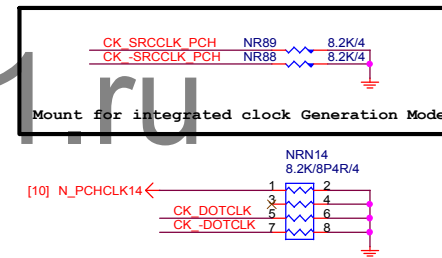 CK_SRCCLK_PCH NR89 8.2K/4
CK_-SRCCLK_PCH NR88 8.2K/4
1.ru
Mount for integrated clock Generation Mode
NRN14
8.2K/8P4R/4
[10] N_PCHCLK14 1 2
3 4
CK_DOTCLK 5 6
CK_-DOTCLK 7 8